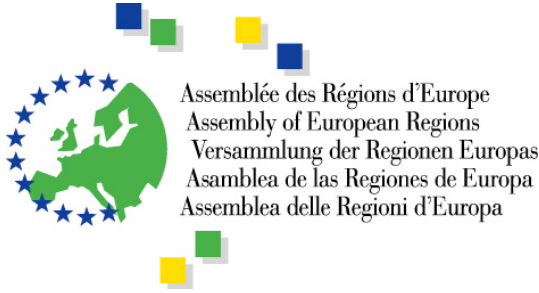 Assemblée des Régions d'Europe
Assembly of European Regions
Versammlung der Regionen Europas
Asamblea de las Regiones de Europa
Assemblea delle Regioni d'Europa